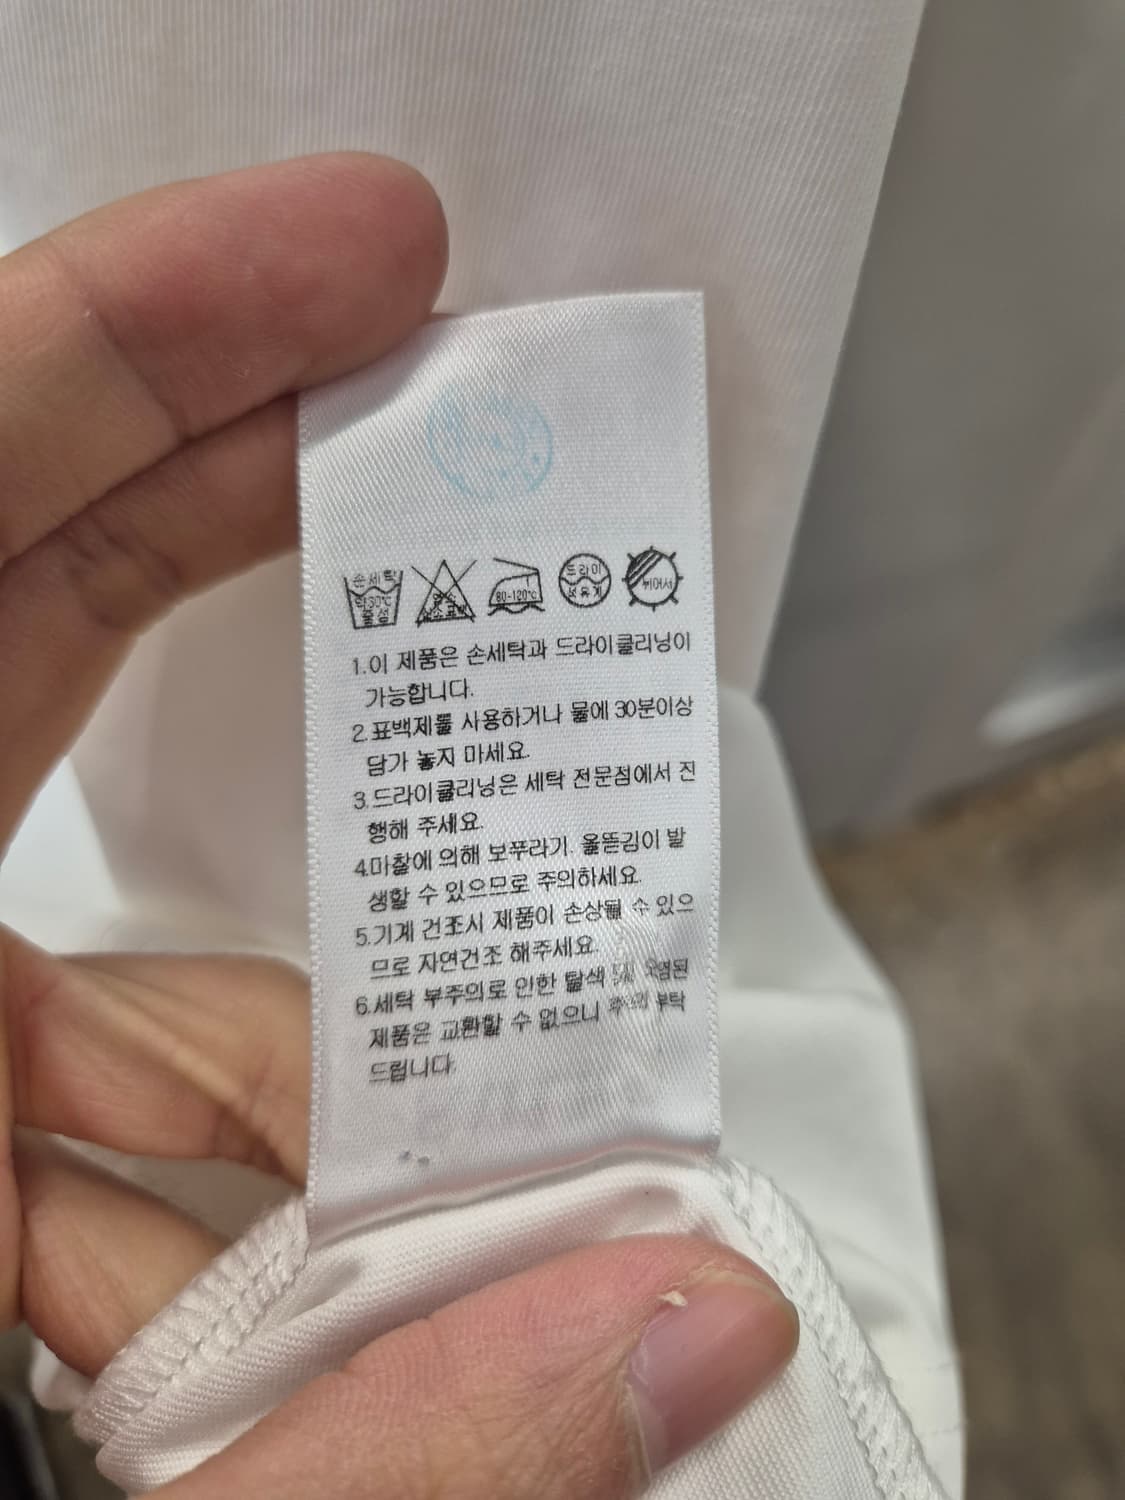 손세탁
약30℃
중성
80-120℃
드라이
석유계
뉘어서
1.이 제품은 손세탁과 드라이클리닝이
가능합니다.
2.표백제를 사용하거나 물에 30분이상
담가 놓지 마세요.
3.드라이클리닝은 세탁 전문점에서 진
행해 주세요.
4.마찰에 의해 보푸라기. 올뜯김이 발
생할 수 있으므로 주의하세요.
5.기계 건조시 제품이 손상될 수 있으
므로 자연건조 해주세요.
6.세탁 부주의로 인한 탈색 및 오염된
제품은 교환할 수 없으니 주의 부탁
드립니다.